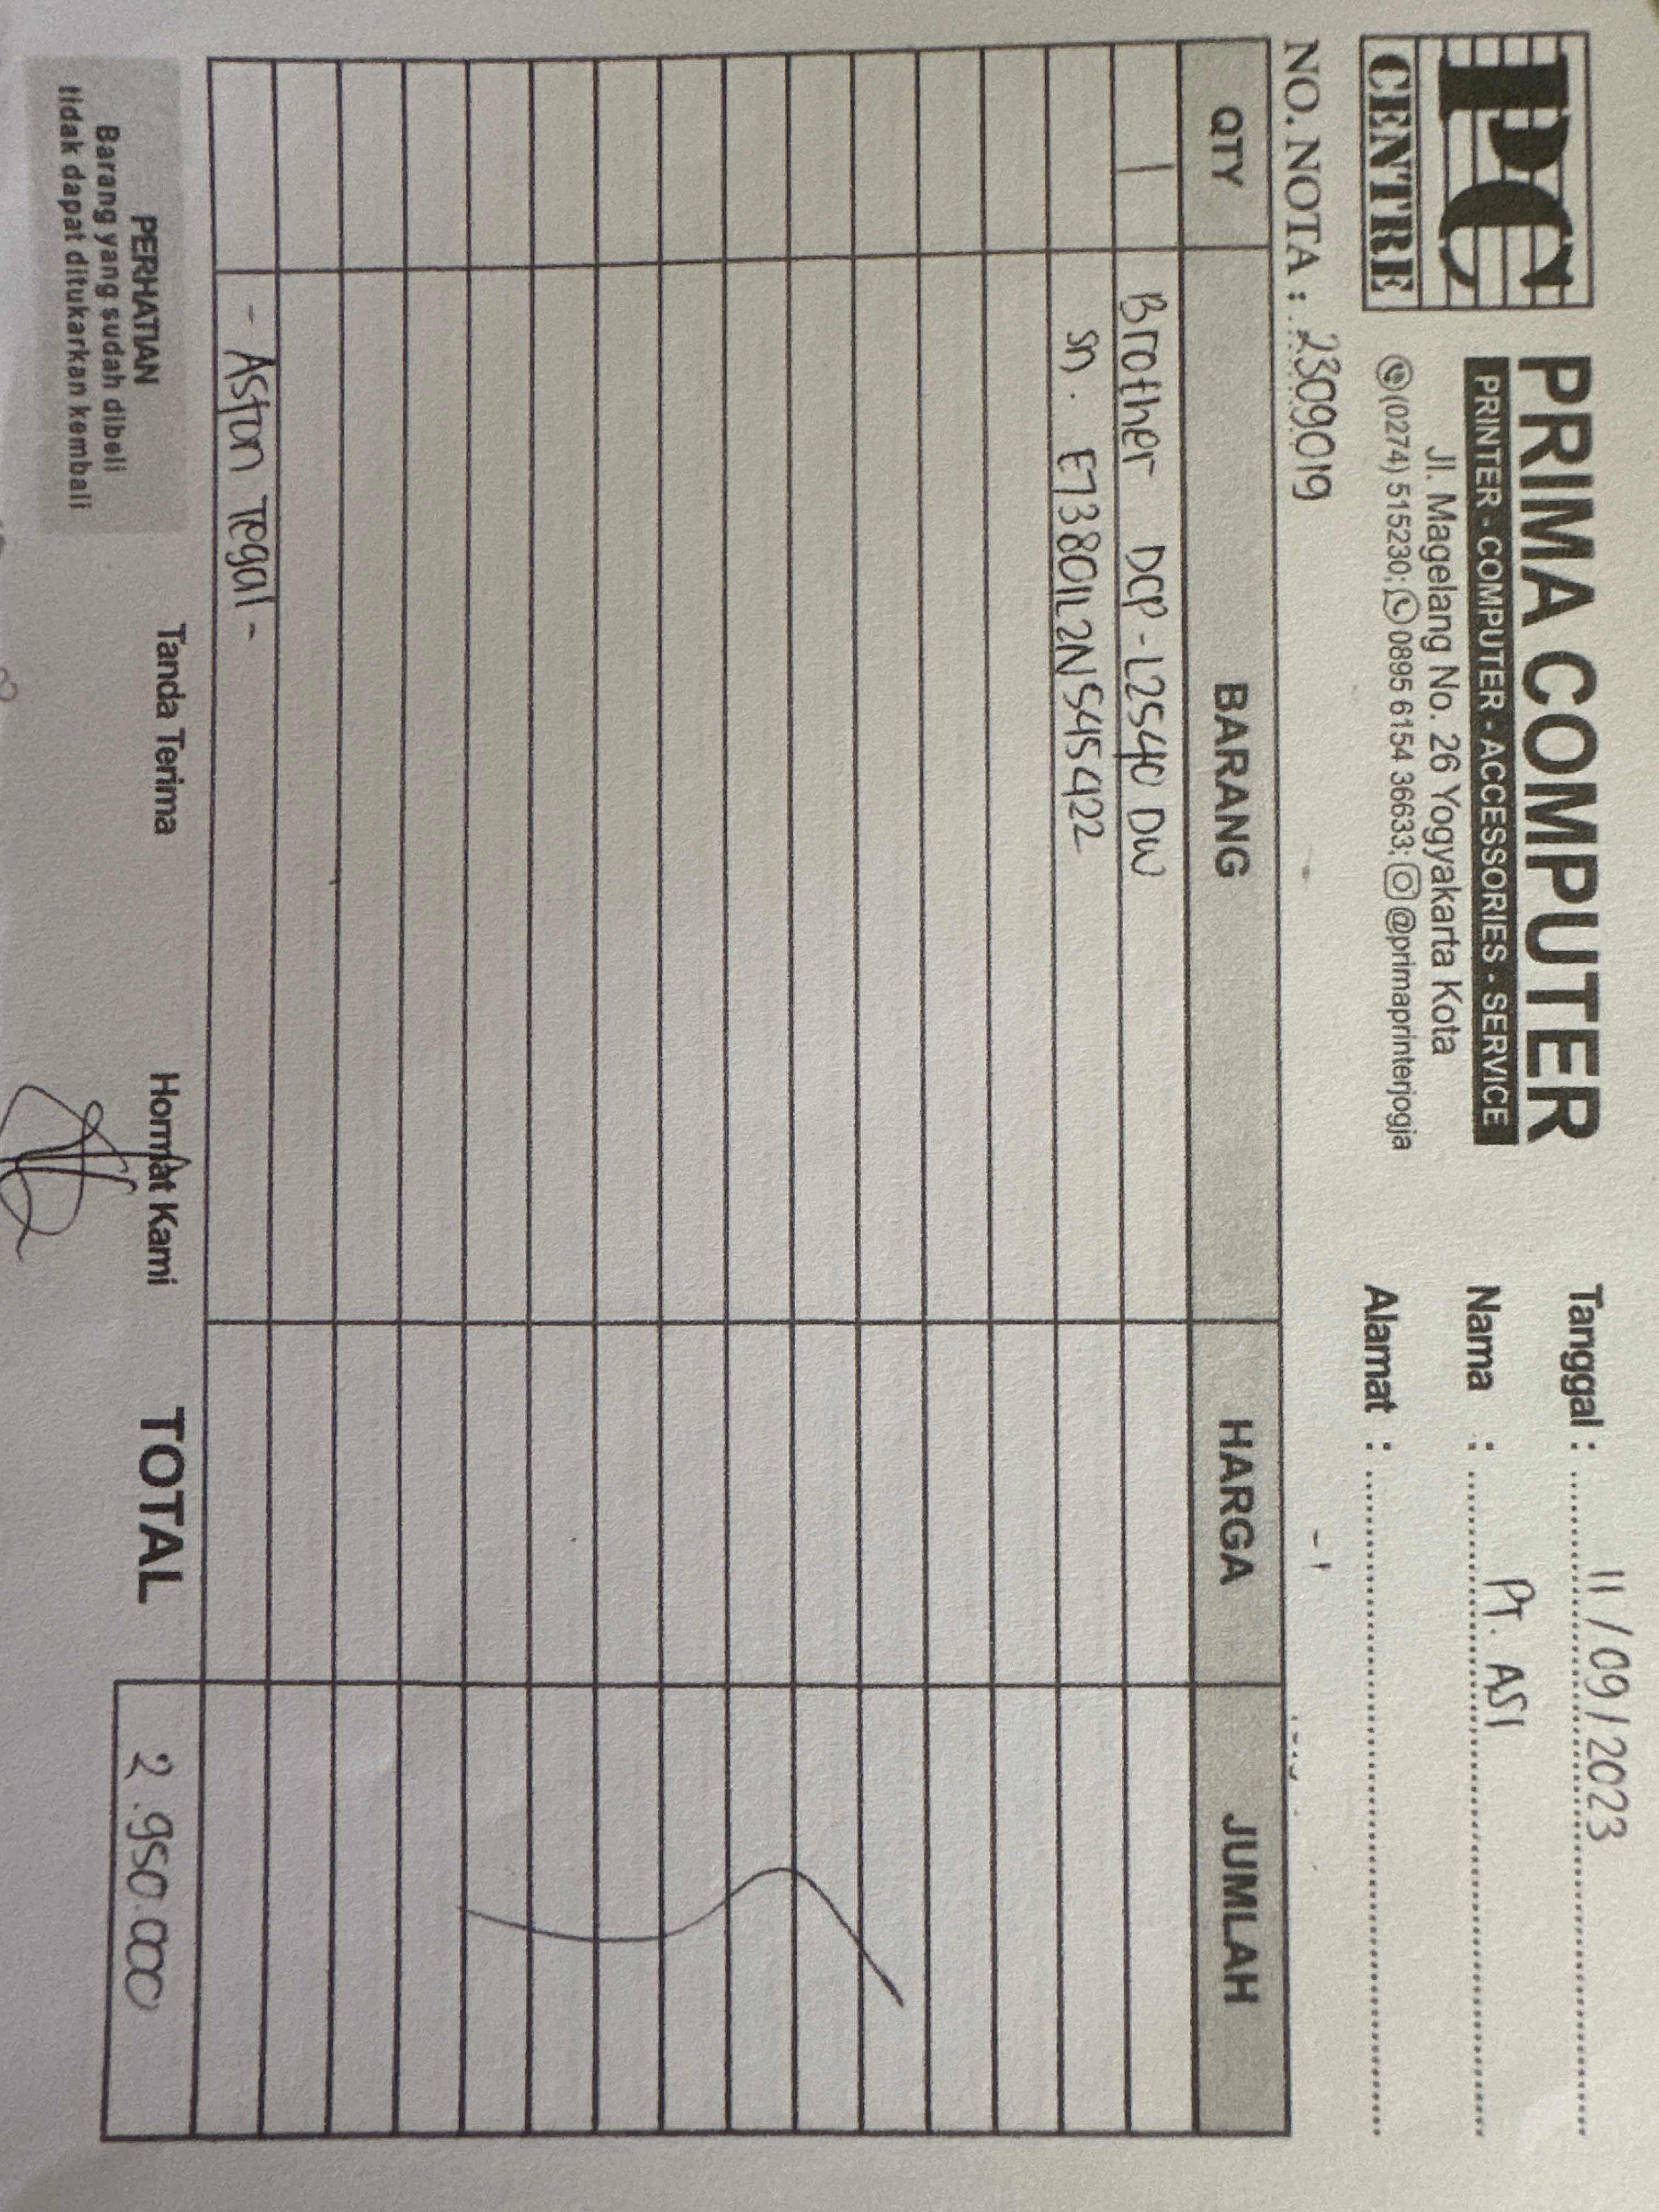 PC
CENTRE
PRIMA COMPUTER
PRINTER - COMPUTER - ACCESSORIES - SERVICE
Jl. Magelang No. 26 Yogyakarta Kota
(0274) 515230; 0895 6154 36633; @primaprinterjogja
Tanggal : 11/09/2023
Nama : PT. ASI
Alamat :
NO. NOTA : 2309019
QTY BARANG HARGA JUMLAH
1 Brother DCP-L2540 DW
sn. E73801L2N545422
- Aston Tegal -
PERHATIAN
Barang yang sudah dibeli
tidak dapat ditukarkan kembali
Tanda Terima
Hormat Kami
TOTAL 2.950.000